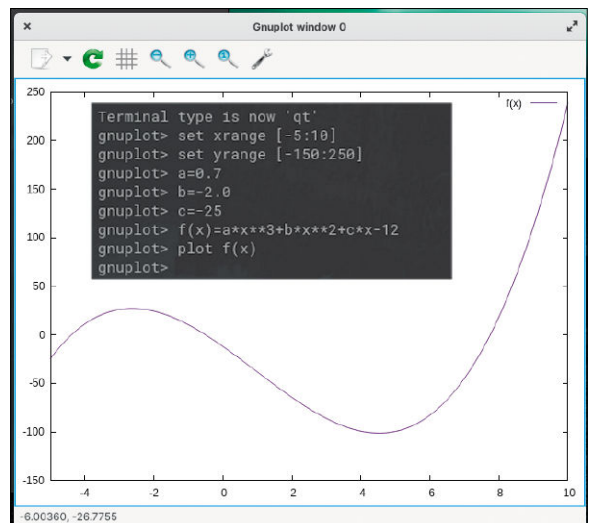 Gnuplot window 0
f(x)
Terminal type is now 'qt'
gnuplot> set xrange [-5:10]
gnuplot> set yrange [-150:250]
gnuplot> a=0.7
gnuplot> b=-2.0
gnuplot> c=-25
gnuplot> f(x)=a*x**3+b*x**2+c*x-12
gnuplot> plot f(x)
gnuplot>
250
200
150
100
50
0
-50
-100
-150
-4 -2 0 2 4 6 8 10
-6.00360, -26.7755